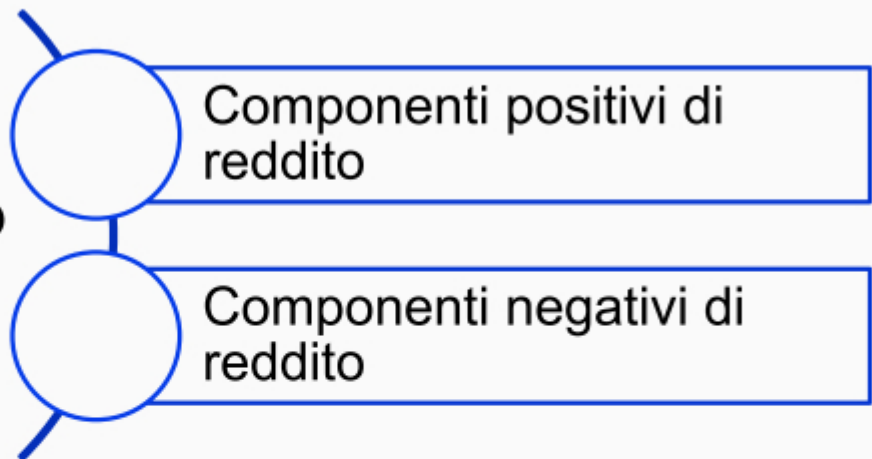 Componenti positivi di
reddito
Componenti negativi di
reddito